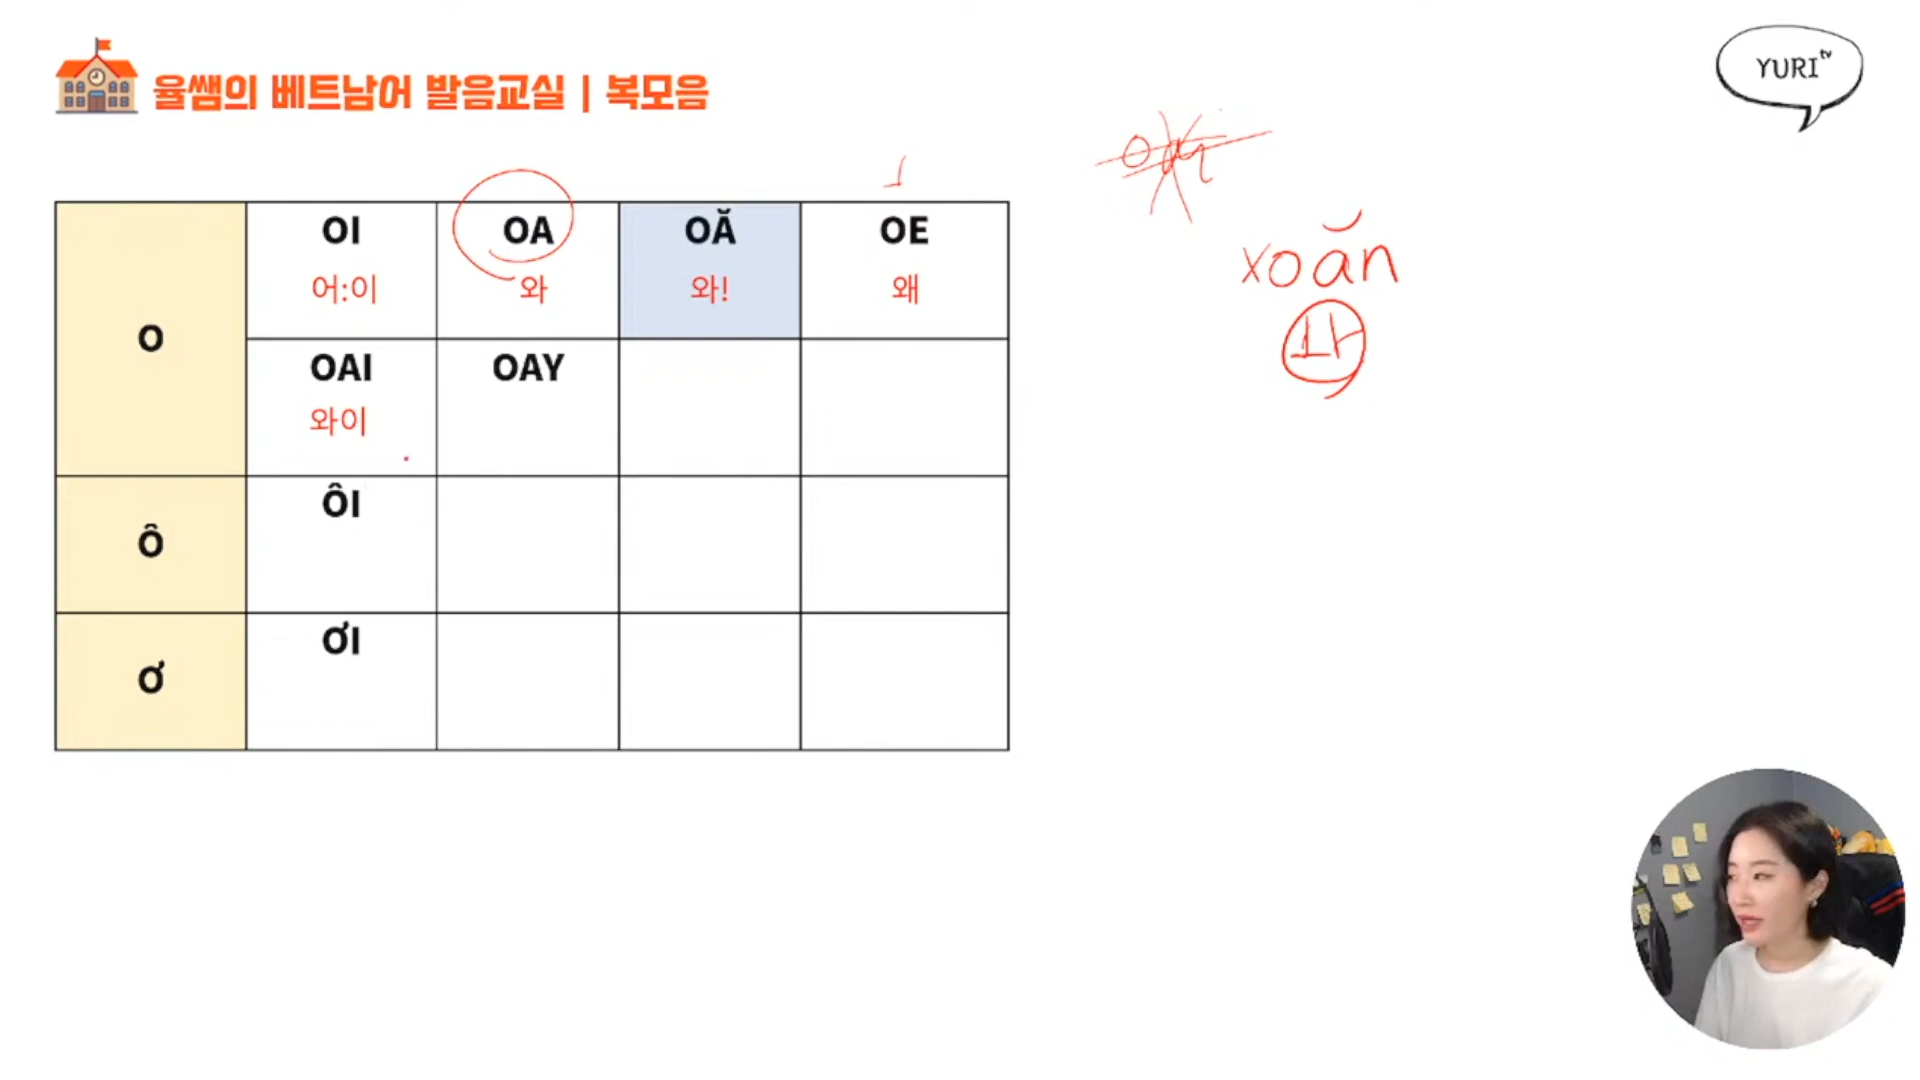 율쌤의 베트남어 발음교실 | 복모음
YURI tv
O
OI
어:이
OA
와
OĂ
와!
OE
왜
OAI
와이
OAY
Ô
ÔI
Ơ
ƠI
xoăn
ㅘ